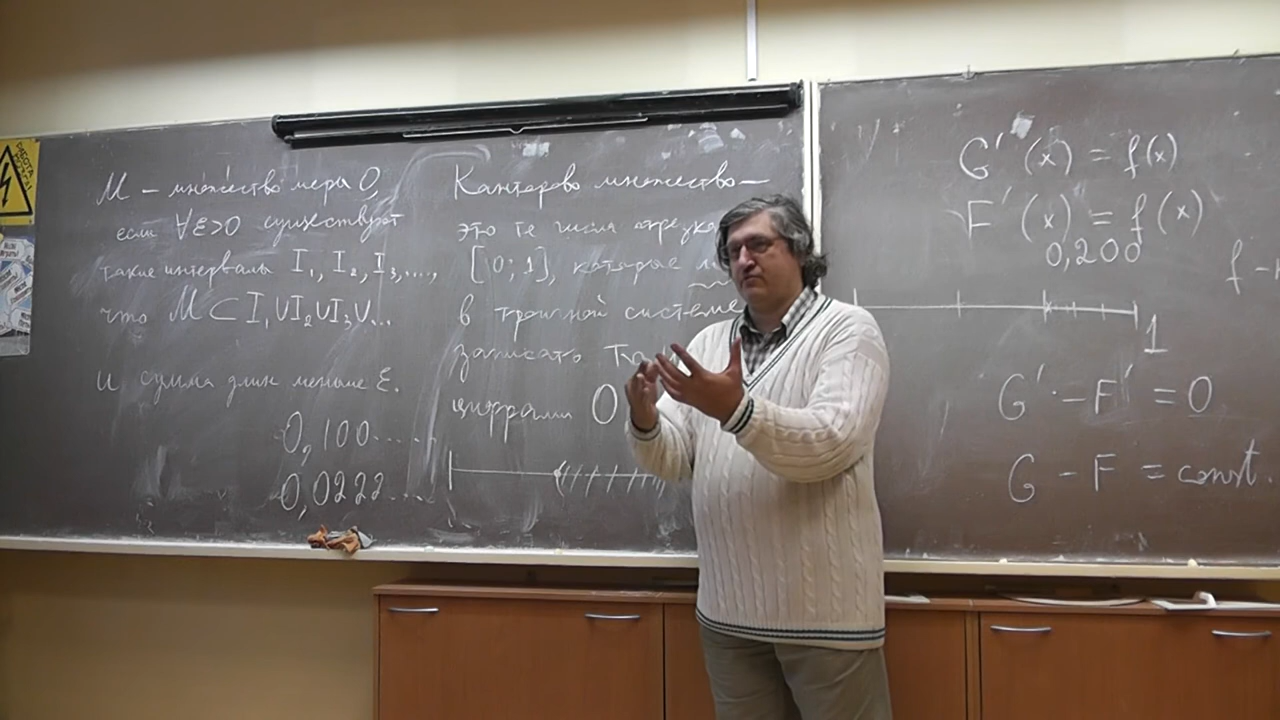 M – множество меры 0,
если ∀ε>0 существуют
такие интервалы I₁, I₂, I₃, ...,
что M ⊂ I₁ ∪ I₂ ∪ I₃ ∪ ...
и сумма длин меньше ε.
0,100.....
0,0222....
Канторово множество –
это те числа отрезка
[0; 1], которые
в троичной системе
записать
цифрами 0
G'(x) = f(x)
F'(x) = f(x)
0,200
f –
1
G' – F' = 0
G – F = const.